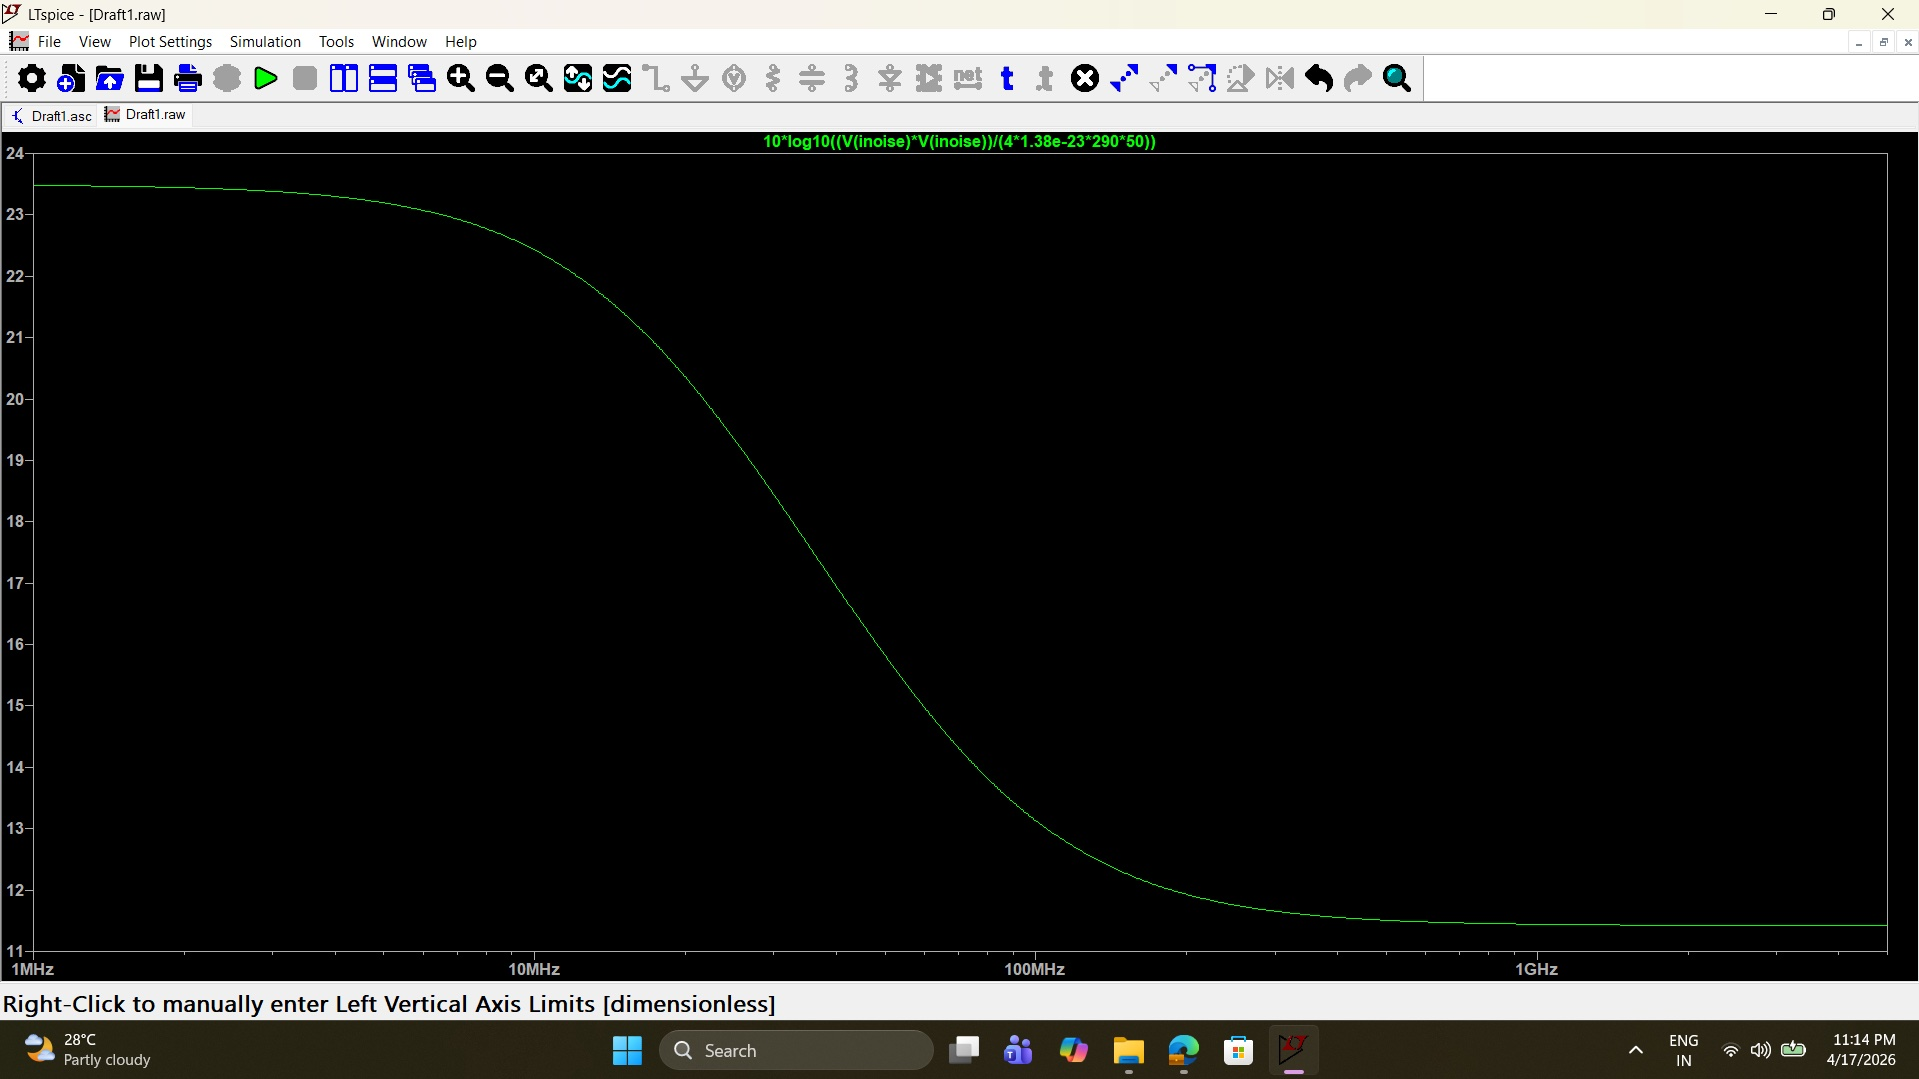 LTspice - [Draft1.raw]
File View Plot Settings Simulation Tools Window Help
net t .t
Draft1.asc Draft1.raw
10*log10((V(inoise)*V(inoise))/(4*1.38e-23*290*50))
24
23
22
21
20
19
18
17
16
15
14
13
12
11
1MHz 10MHz 100MHz 1GHz
Right-Click to manually enter Left Vertical Axis Limits [dimensionless]
28°C
Partly cloudy
Search
ENG
IN
11:14 PM
4/17/2026